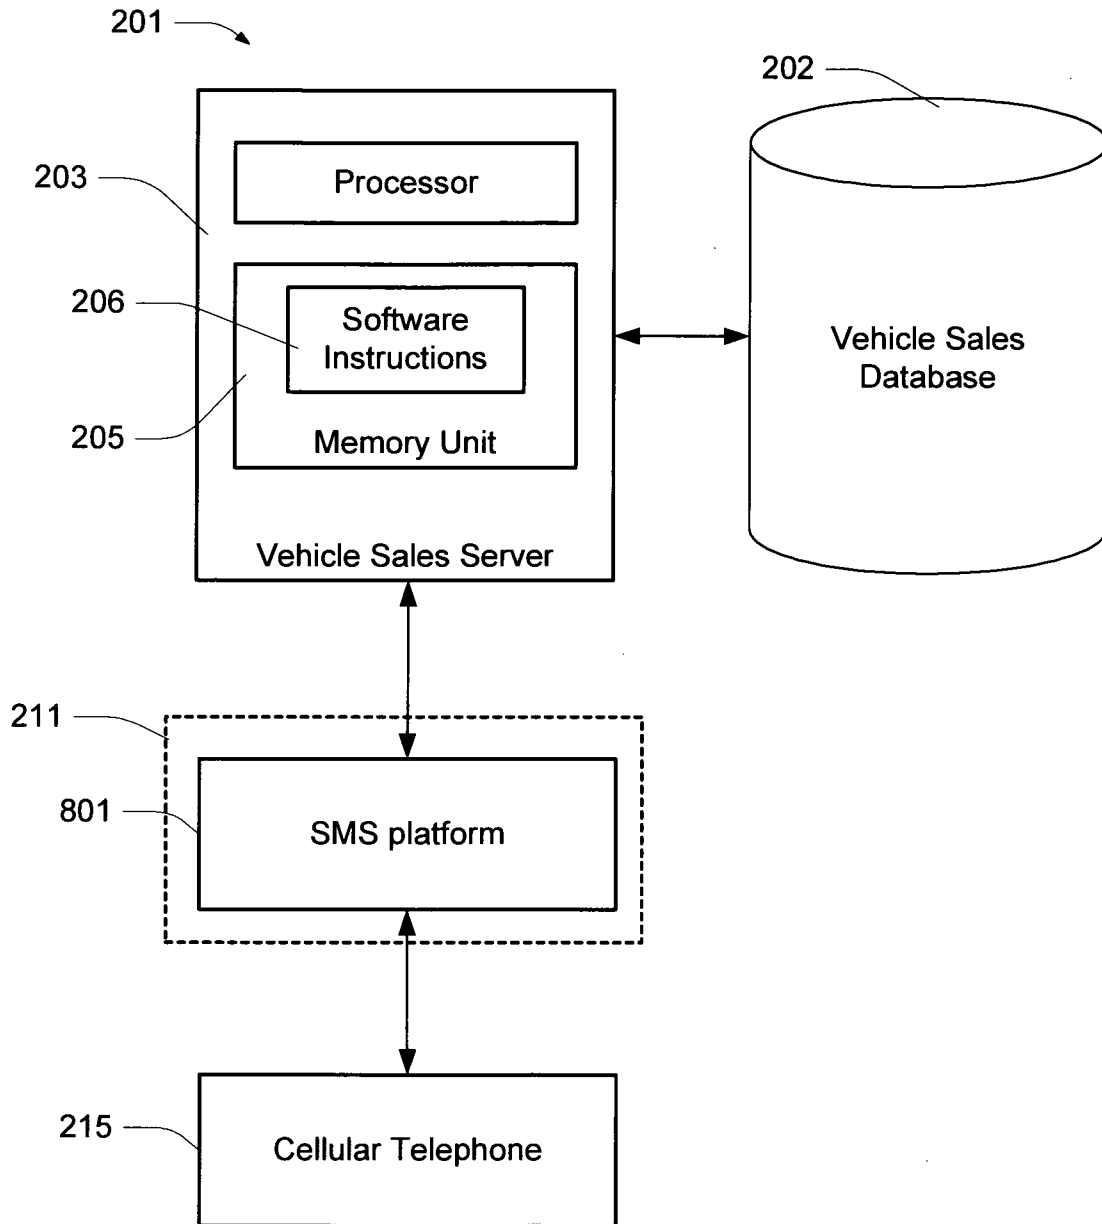 201
202
Processor
203
206
Software
Instructions
Vehicle Sales
Database
205
Memory Unit
Vehicle Sales Server
211
801
SMS platform
215
Cellular Telephone